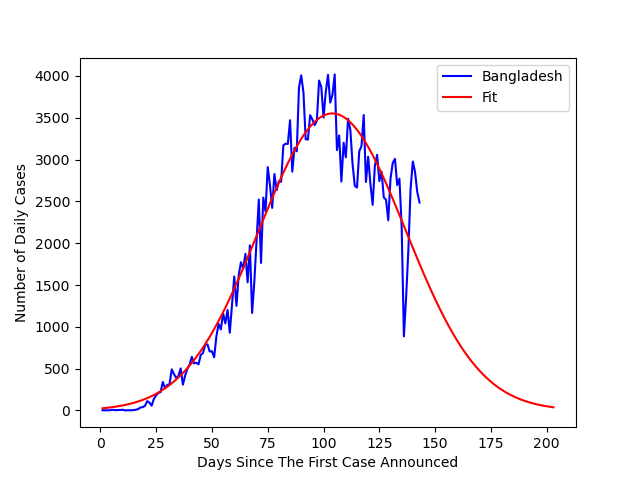 Bangladesh
Fit
Number of Daily Cases
4000
3500
3000
2500
2000
1500
1000
500
0
0 25 50 75 100 125 150 175 200
Days Since The First Case Announced